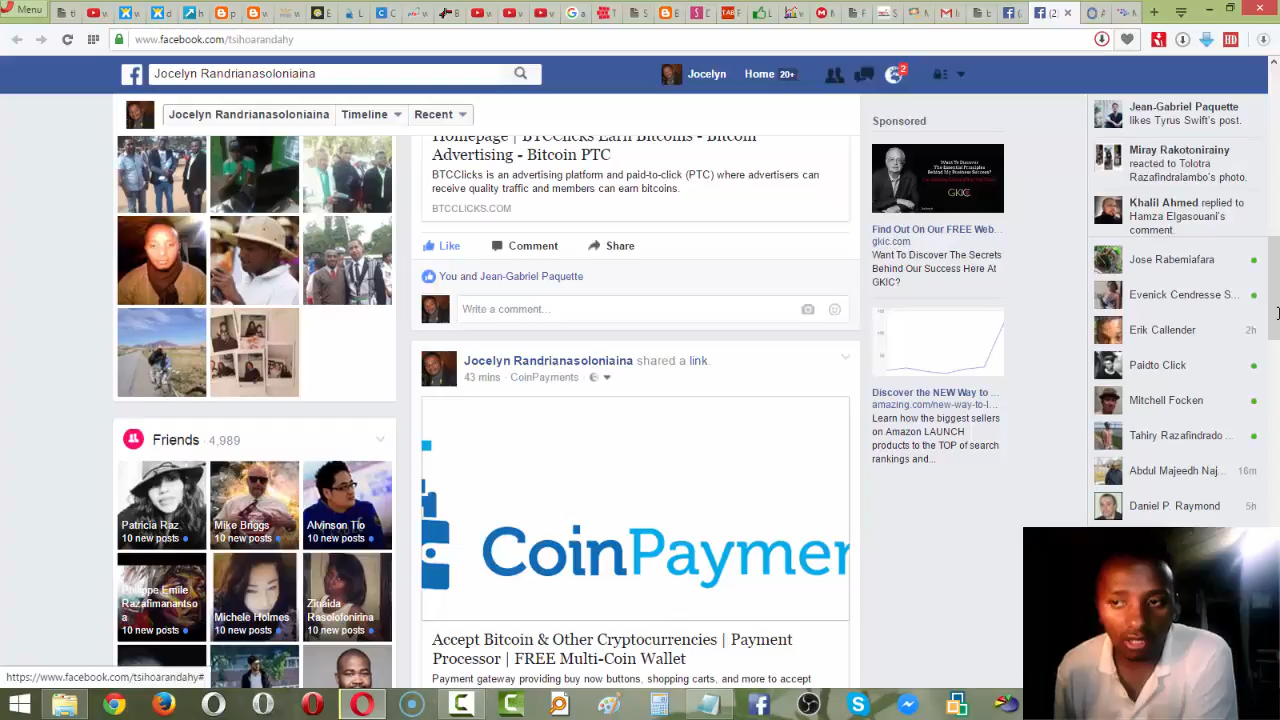 Menu
www.facebook.com/tsihoarandahy
HD
Jocelyn Randrianasoloniaina
Jocelyn
Home 20+
2
Jocelyn Randrianasoloniaina
Timeline
Recent
Homepage | BTCClicks Earn Bitcoins - Bitcoin
Advertising - Bitcoin PTC
BTCClicks is an advertising platform and paid-to-click (PTC) where advertisers can
receive quality traffic and members can earn bitcoins.
BTCCLICKS.COM
Like Comment Share
You and Jean-Gabriel Paquette
Write a comment...
Jocelyn Randrianasoloniaina shared a link.
43 mins · CoinPayments ·
CoinPaymen
Accept Bitcoin & Other Cryptocurrencies | Payment
Processor | FREE Multi-Coin Wallet
Payment gateway providing buy now buttons, shopping carts, and more to accept
Friends · 4,989
Patricia Raz
10 new posts
Mike Briggs
10 new posts
Alvinson Tio
10 new posts
Philippe Emile
Razafimanantso
a
10 new posts
Michele Holmes
Zinaida
Rasolofonirina
10 new posts
Sponsored
GKIC
Find Out On Our FREE Web...
gkic.com
Want To Discover The Secrets
Behind Our Success Here At
GKIC?
Discover the NEW Way to ...
amazing.com/new-way-to-l...
Learn how the biggest sellers
on Amazon LAUNCH
products to the TOP of search
rankings and...
Jean-Gabriel Paquette
likes Tyrus Swift's post.
Miray Rakotonirainy
reacted to Tolotra
Razafindralambo's photo.
Khalil Ahmed replied to
Hamza Elgasouani's
comment.
Jose Rabemiafara
Evenick Cendresse S...
Erik Callender 2h
Paidto Click
Mitchell Focken
Tahiry Razafindrado ...
Abdul Majeedh Naj... 16m
Daniel P. Raymond 5h
https://www.facebook.com/tsihoarandahy#